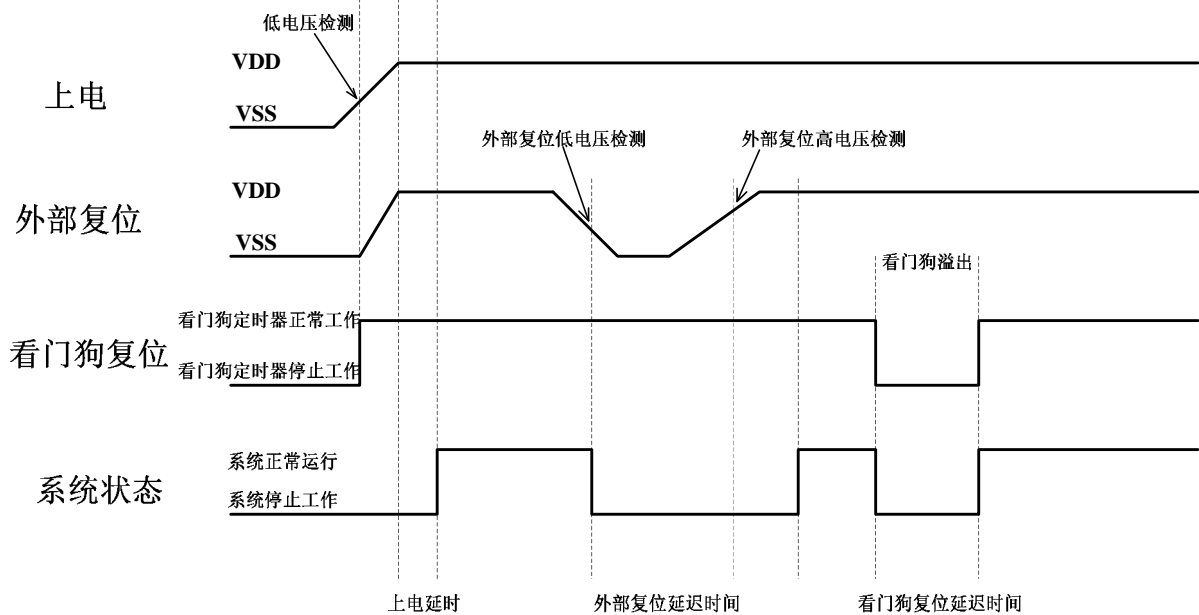 低电压检测
VDD
上电
VSS
外部复位低电压检测
外部复位高电压检测
VDD
外部复位
VSS
看门狗溢出
看门狗定时器正常工作
看门狗复位
看门狗定时器停止工作
系统正常运行
系统状态
系统停止工作
上电延时
外部复位延迟时间
看门狗复位延迟时间